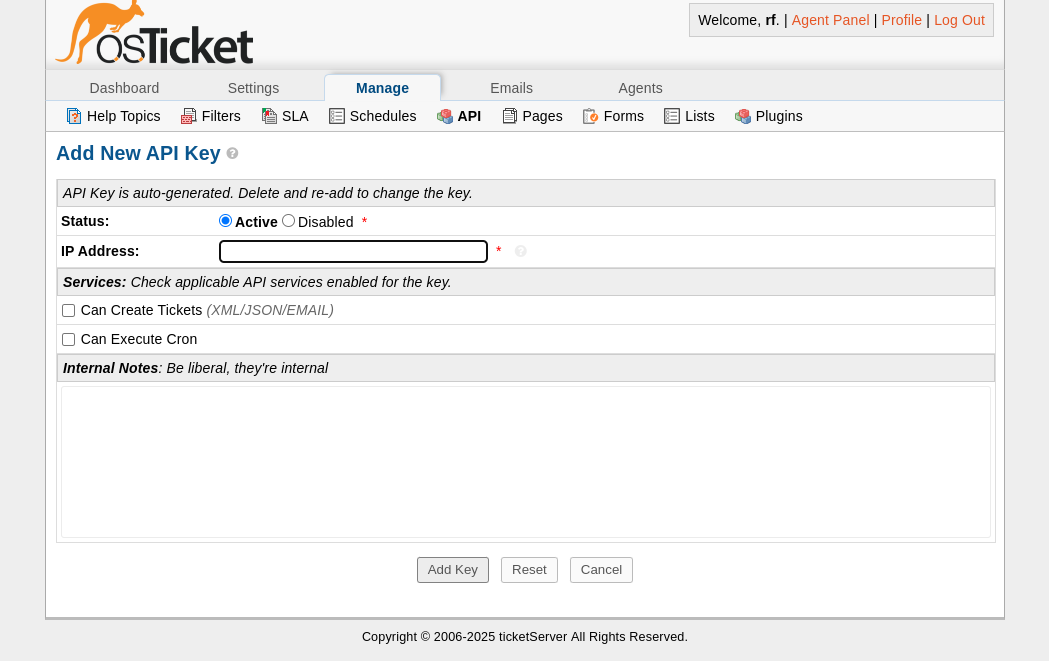 osTicket
Welcome, rf. | Agent Panel | Profile | Log Out
Dashboard Settings Manage Emails Agents
Help Topics Filters SLA Schedules API Pages Forms Lists Plugins
Add New API Key ?
API Key is auto-generated. Delete and re-add to change the key.
Status: Active Disabled *
IP Address: * ?
Services: Check applicable API services enabled for the key.
Can Create Tickets (XML/JSON/EMAIL)
Can Execute Cron
Internal Notes: Be liberal, they're internal
Add Key Reset Cancel
Copyright © 2006-2025 ticketServer All Rights Reserved.